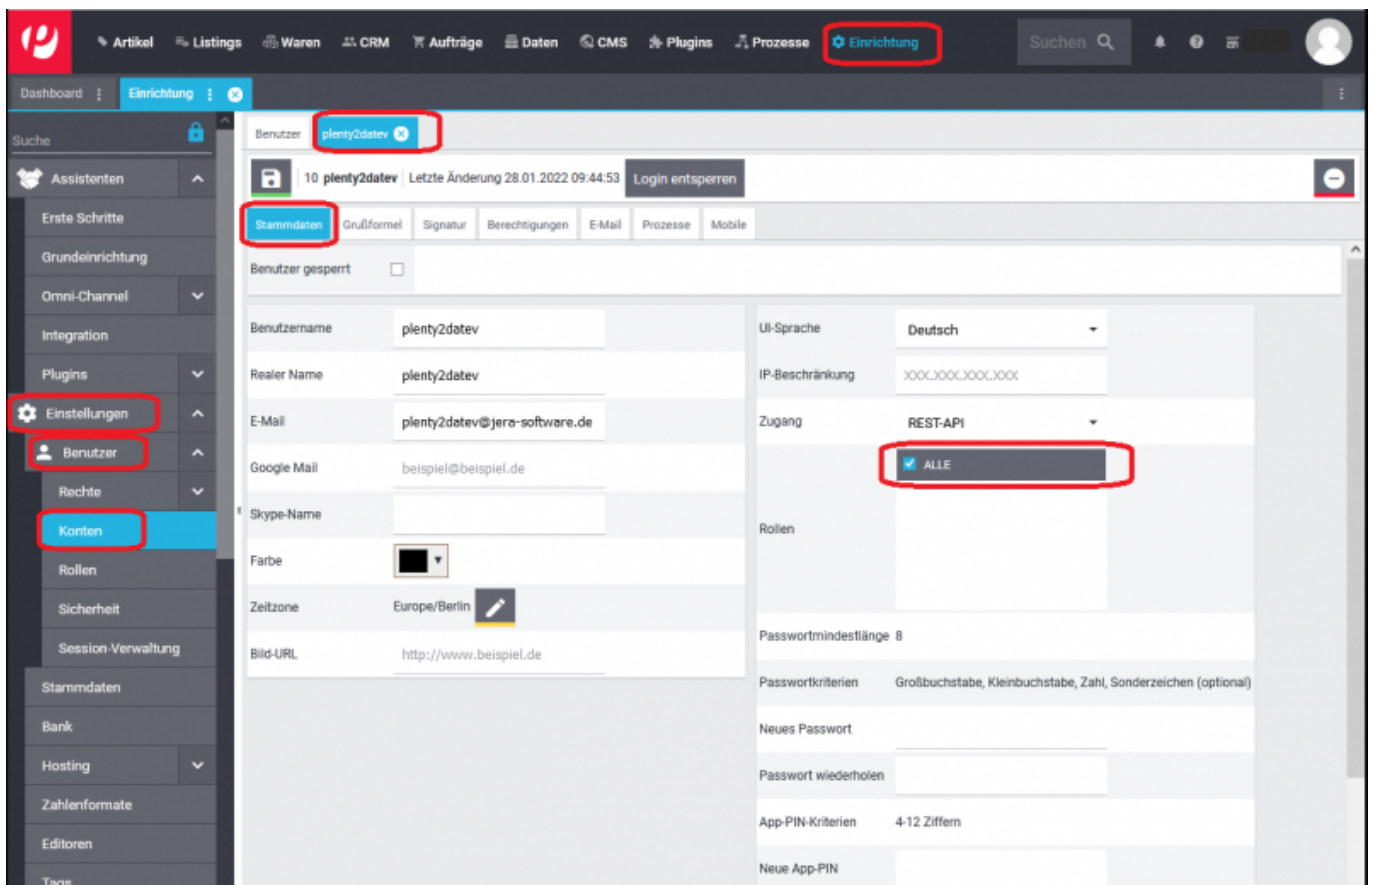 Artikel Listings Waren CRM Aufträge Daten CMS Plugins Prozesse Einrichtung Suchen
Dashboard Einrichtung
Suche
Assistenten
Erste Schritte
Grundeinrichtung
Omni-Channel
Integration
Plugins
Einstellungen
Benutzer
Rechte
Konten
Rollen
Sicherheit
Session-Verwaltung
Stammdaten
Bank
Hosting
Zahlenformate
Editoren
Tags
Benutzer plenty2datev
10 plenty2datev Letzte Änderung 28.01.2022 09:44:53 Login entsperren
Stammdaten Grußformel Signatur Berechtigungen E-Mail Prozesse Mobile
Benutzer gesperrt
Benutzername plenty2datev
Realer Name plenty2datev
E-Mail plenty2datev@jera-software.de
Google Mail beispiel@beispiel.de
Skype-Name
Farbe
Zeitzone Europe/Berlin
Bild-URL http://www.beispiel.de
UI-Sprache Deutsch
IP-Beschränkung XXX.XXX.XXX.XXX
Zugang REST-API
ALLE
Rollen
Passwortmindestlänge 8
Passwortkriterien Großbuchstabe, Kleinbuchstabe, Zahl, Sonderzeichen (optional)
Neues Passwort
Passwort wiederholen
App-PIN-Kriterien 4-12 Ziffern
Neue App-PIN